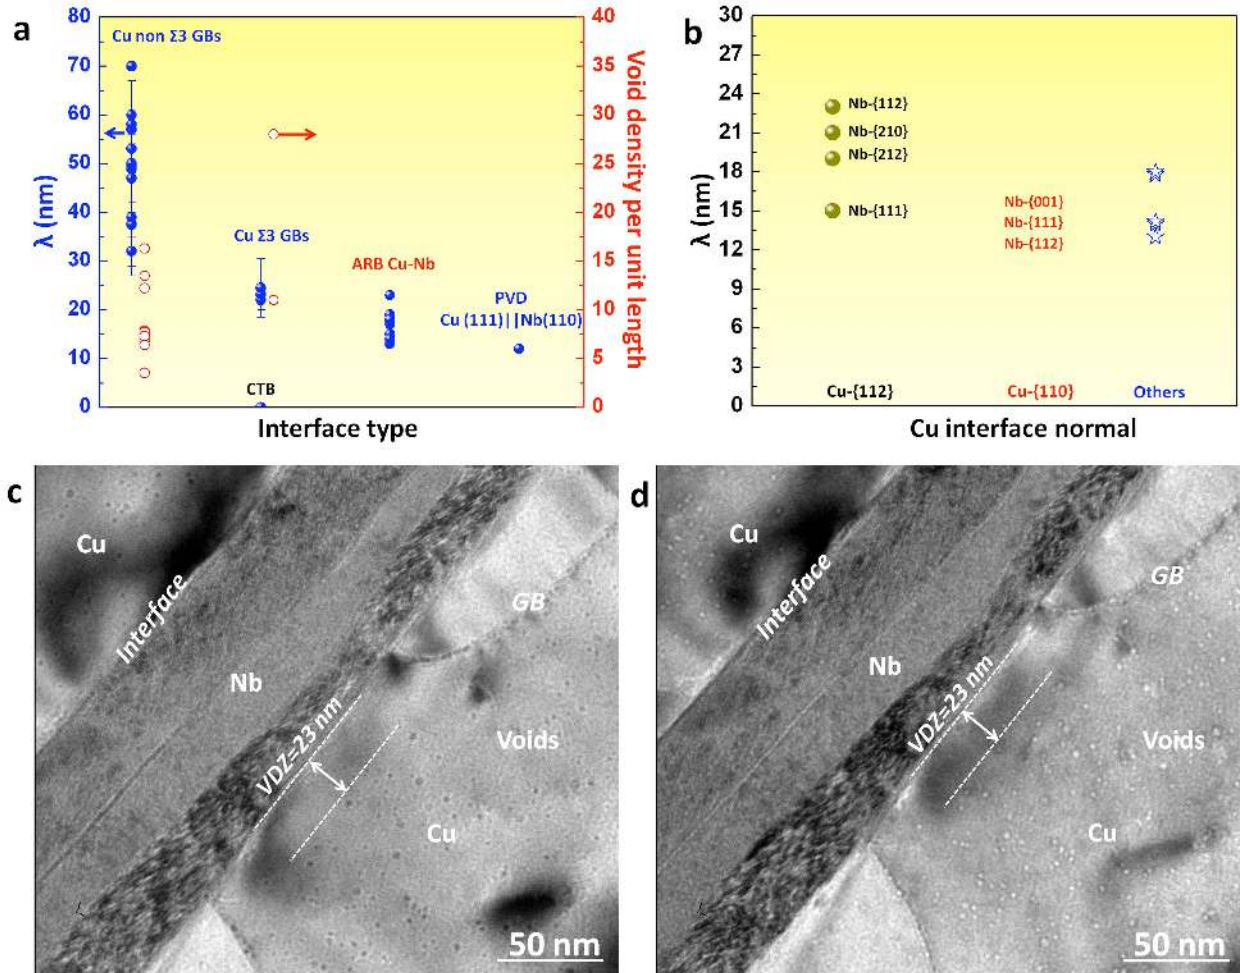 a
80
70
60
50
40
30
20
10
0
λ (nm)
Cu non Σ3 GBs
Cu Σ3 GBs
CTB
ARB Cu-Nb
PVD
Cu (111)||Nb(110)
40
35
30
25
20
15
10
5
0
Void density per unit length
Interface type
b
30
27
24
21
18
15
12
9
6
3
0
λ (nm)
Nb-{112}
Nb-{210}
Nb-{212}
Nb-{111}
Nb-{001}
Nb-{111}
Nb-{112}
Cu-{112}
Cu-{110}
Others
Cu interface normal
c
Cu
Interface
Nb
GB
VDZ=23 nm
Voids
Cu
50 nm
d
Cu
Interface
Nb
GB
VDZ=23 nm
Voids
Cu
50 nm